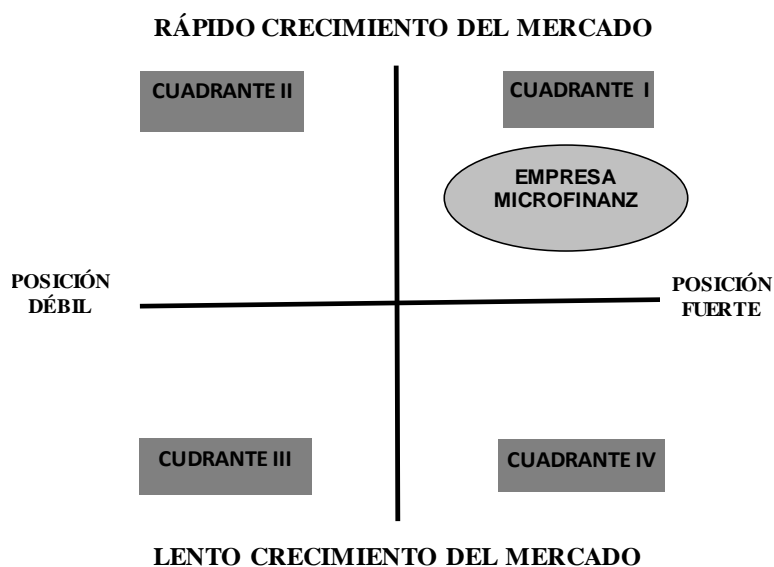 RÁPIDO CRECIMIENTO DEL MERCADO
CUADRANTE II
CUADRANTE I
EMPRESA
MICROFINANZ
POSICIÓN
DÉBIL
POSICIÓN
FUERTE
CUDRANTE III
CUADRANTE IV
LENTO CRECIMIENTO DEL MERCADO